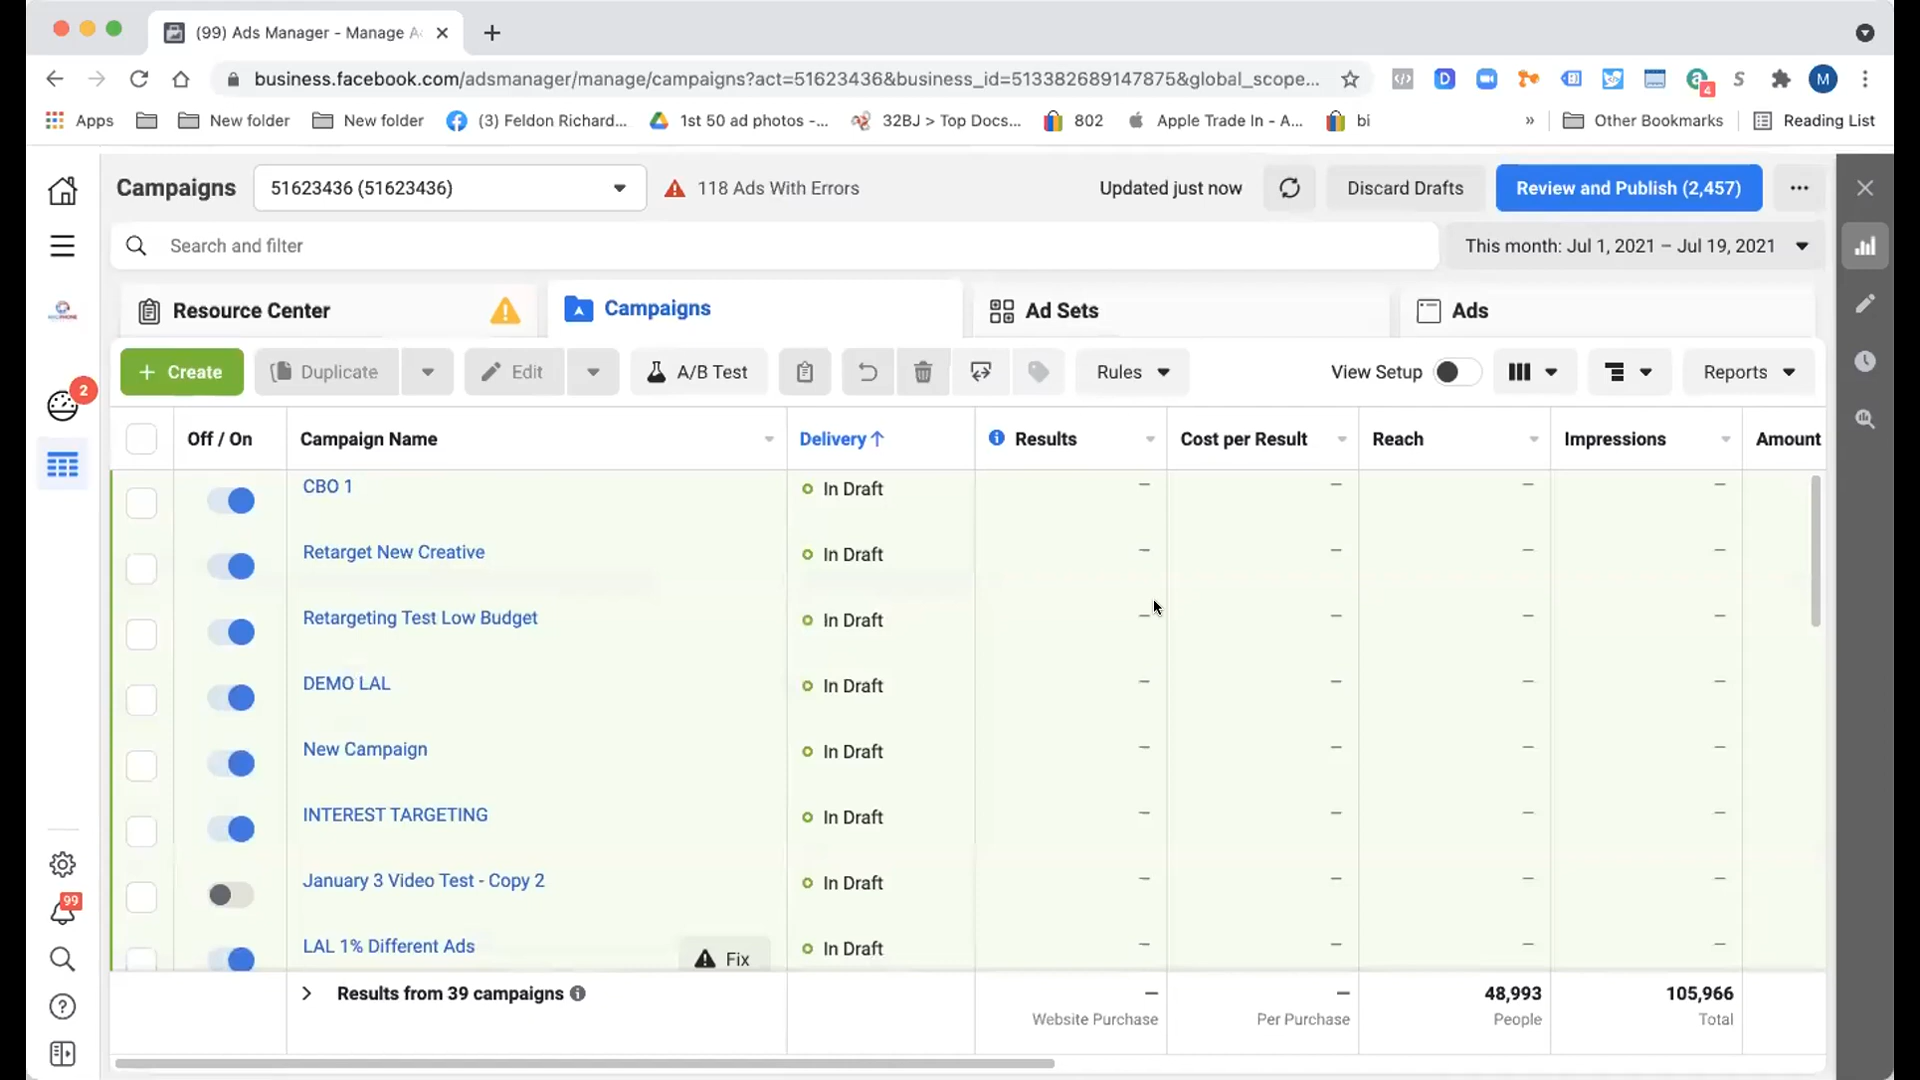 (99) Ads Manager - Manage A
business.facebook.com/adsmanager/manage/campaigns?act=51623436&business_id=513382689147875&global_scope...
4
M
Apps
New folder
New folder
(3) Feldon Richard...
1st 50 ad photos -...
32BJ > Top Docs...
802
Apple Trade In - A...
bi
»
Other Bookmarks
Reading List
Campaigns
51623436 (51623436)
118 Ads With Errors
Updated just now
Discard Drafts
Review and Publish (2,457)
Search and filter
This month: Jul 1, 2021 – Jul 19, 2021
Resource Center
Campaigns
Ad Sets
Ads
+ Create
Duplicate
Edit
A/B Test
Rules
View Setup
Reports
2
Off / On
Campaign Name
Delivery↑
Results
Cost per Result
Reach
Impressions
Amount
CBO 1 In Draft – – – –
Retarget New Creative In Draft – – – –
Retargeting Test Low Budget In Draft – – – –
DEMO LAL In Draft – – – –
New Campaign In Draft – – – –
INTEREST TARGETING In Draft – – – –
January 3 Video Test - Copy 2 In Draft – – – –
LAL 1% Different Ads Fix In Draft – – – –
99
Results from 39 campaigns — — 48,993 105,966
Website Purchase Per Purchase People Total